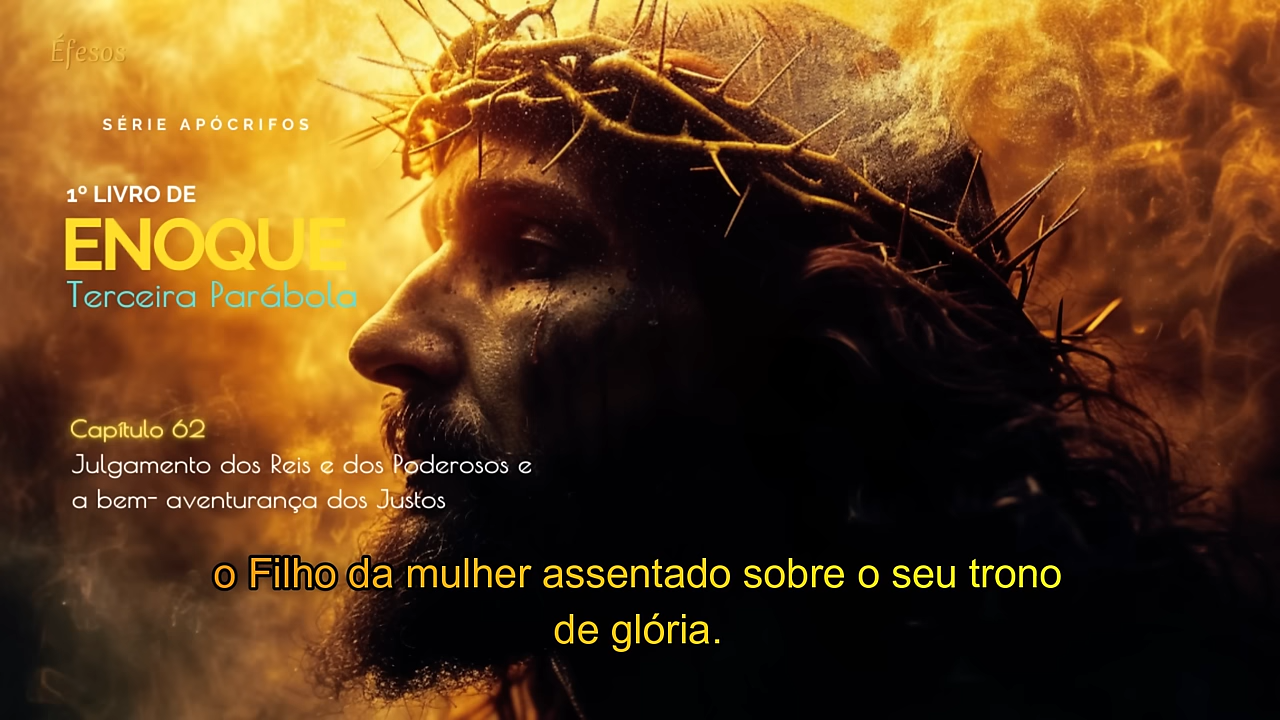 Éfesos
SÉRIE APÓCRIFOS
1º LIVRO DE
ENOQUE
Terceira Parábola
Capítulo 62
Julgamento dos Reis e dos Poderosos e
a bem- aventurança dos Justos
o Filho da mulher assentado sobre o seu trono
de glória.